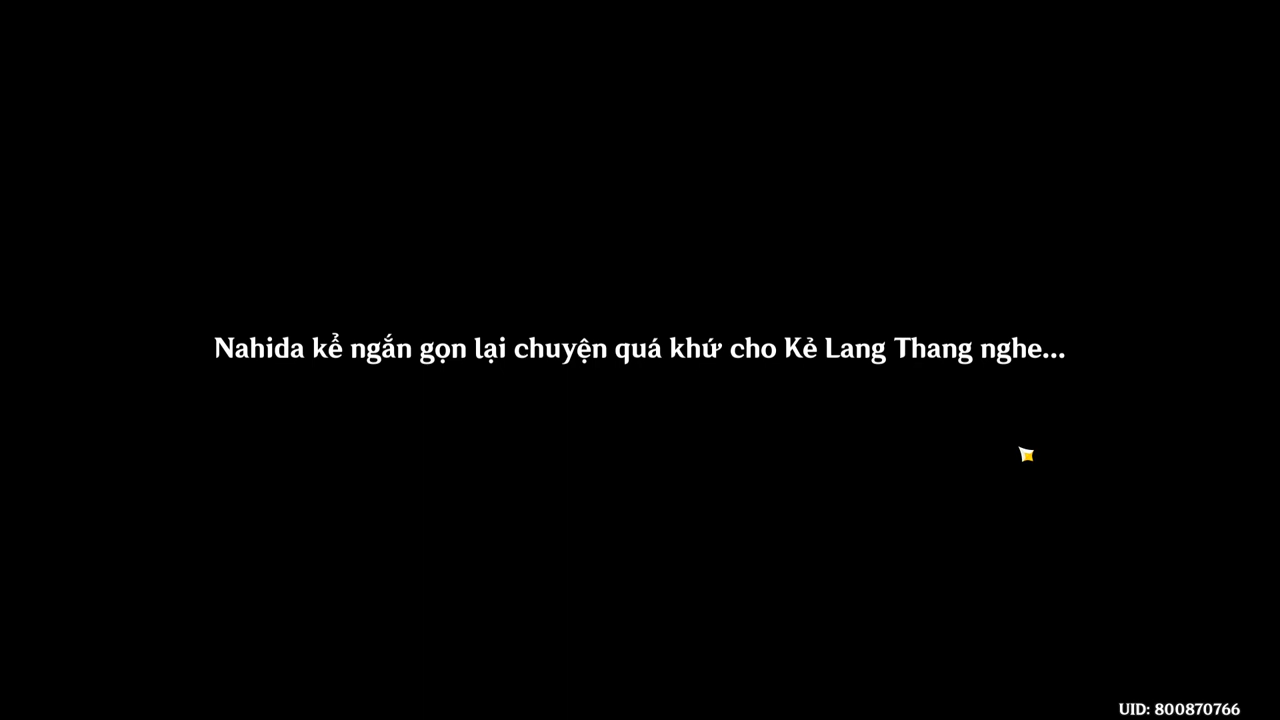 Nahida kể ngắn gọn lại chuyện quá khứ cho Kẻ Lang Thang nghe...
UID: 800870766